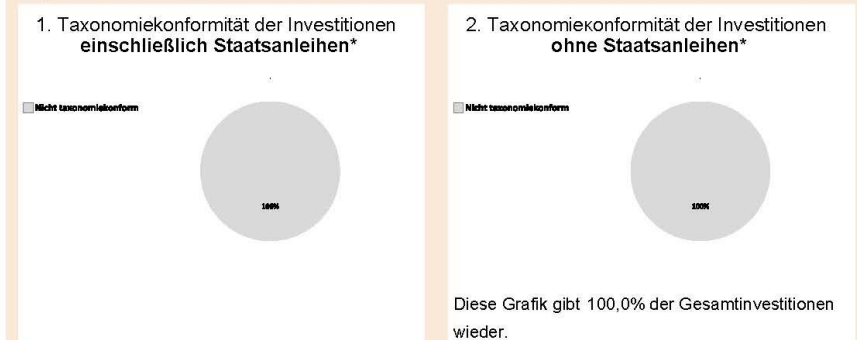 1. Taxonomiekonformität der Investitionen
einschließlich Staatsanleihen*
Nicht taxonomiekonform
100%
2. Taxonomiekonformität der Investitionen
ohne Staatsanleihen*
Nicht taxonomiekonform
100%
Diese Grafik gibt 100,0% der Gesamtinvestitionen
wieder.